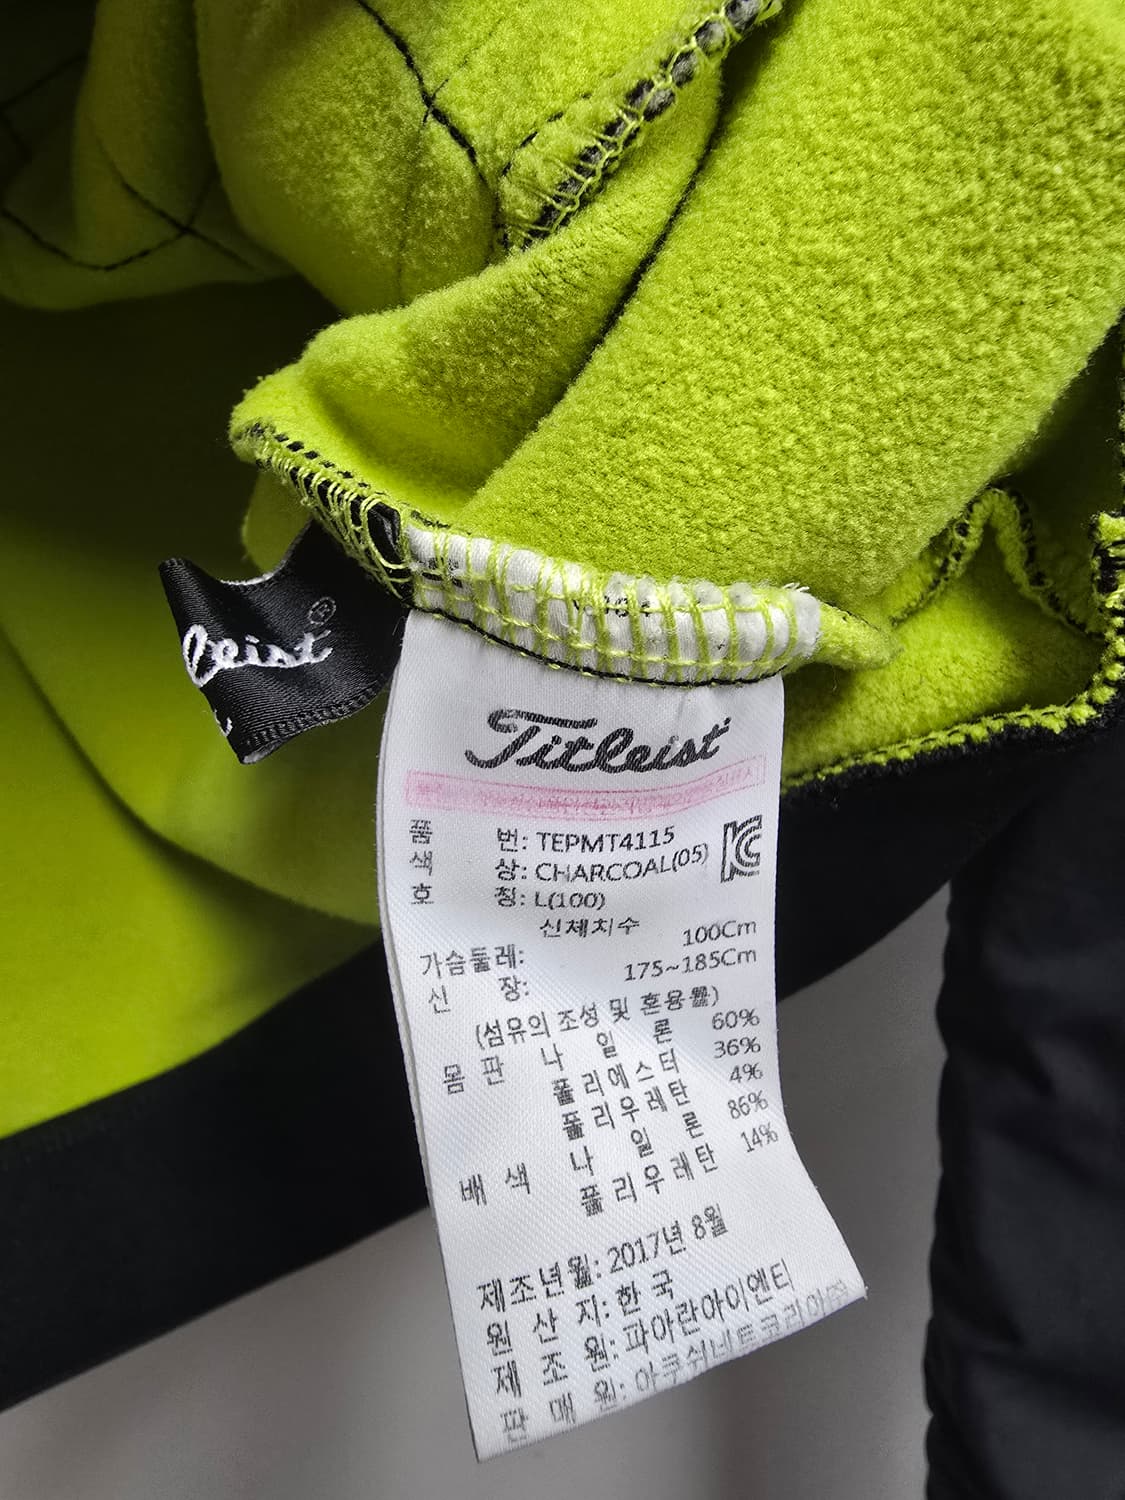 Titleist
품 번: TEPMT4115
색 상: CHARCOAL(05)
호 칭: L(100)
신체치수
가슴둘레: 100Cm
신 장: 175~185Cm
(섬유의 조성 및 혼용률)
몸 판 나 일 론 60%
폴리에스터 36%
폴리우레탄 4%
배 색 나 일 론 86%
폴리우레탄 14%
제조년월: 2017년 8월
원 산 지: 한 국
제 조 원: 파아란아이엔티
판 매 원: 아쿠쉬네트코리아㈜
leist®